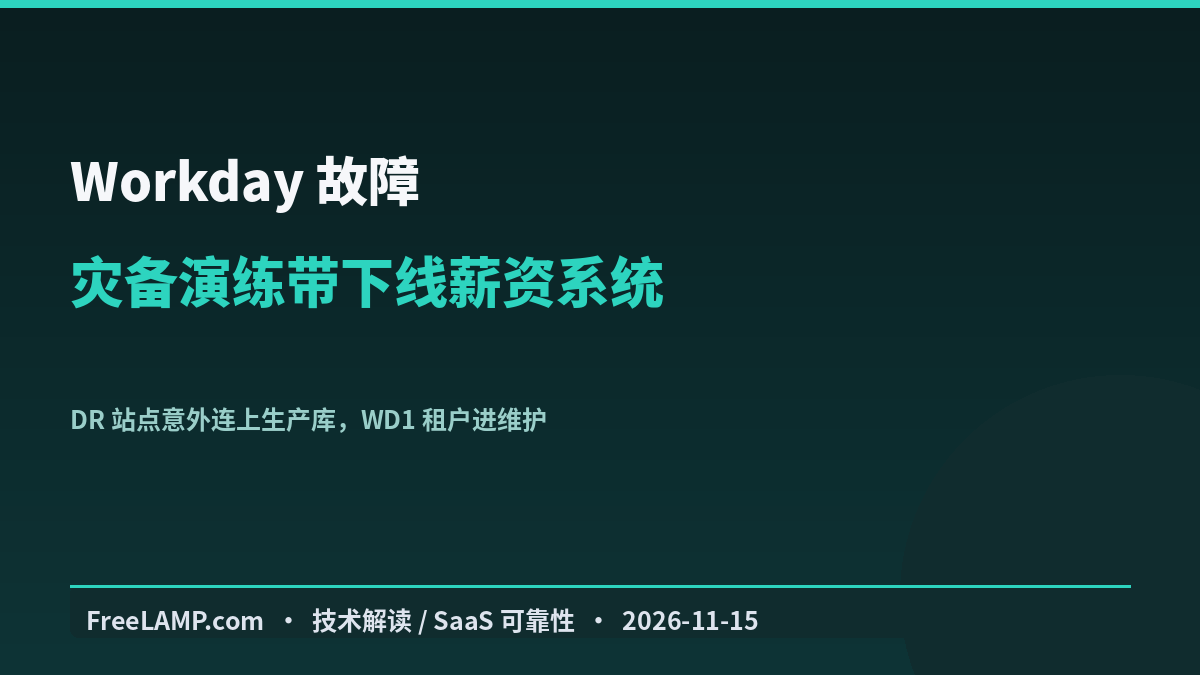 Workday 故障
灾备演练带下线薪资系统
DR 站点意外连上生产库，WD1 租户进维护
FreeLAMP.com · 技术解读 / SaaS 可靠性 · 2026-11-15